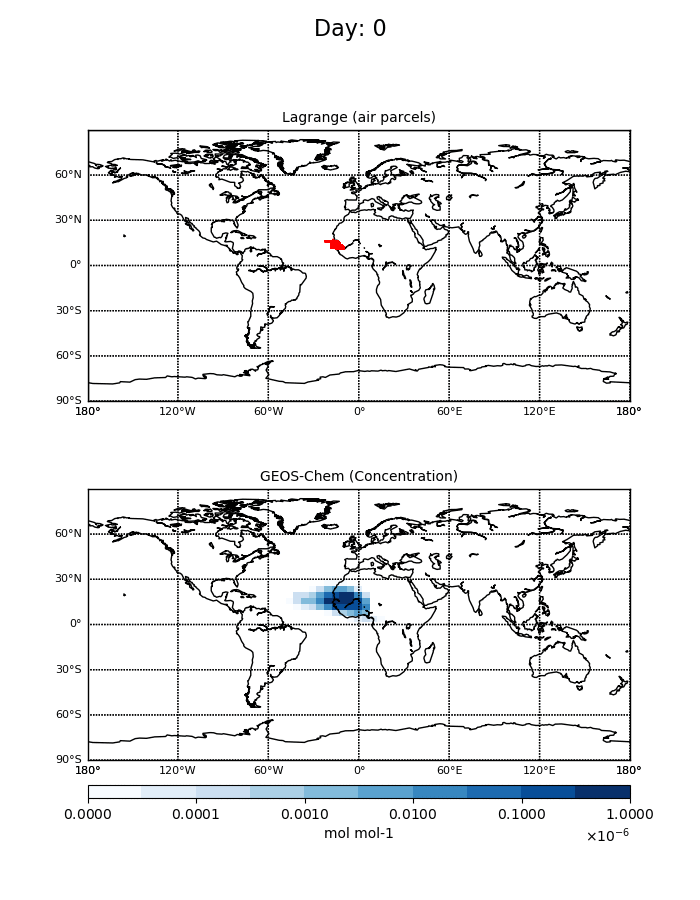 Day: 0
Lagrange (air parcels)
60°N
30°N
0°
30°S
60°S
90°S
180° 120°W 60°W 0° 60°E 120°E 180°
GEOS-Chem (Concentration)
60°N
30°N
0°
30°S
60°S
90°S
180° 120°W 60°W 0° 60°E 120°E 180°
0.0000 0.0001 0.0010 0.0100 0.1000 1.0000
mol mol-1 ×10⁻⁶